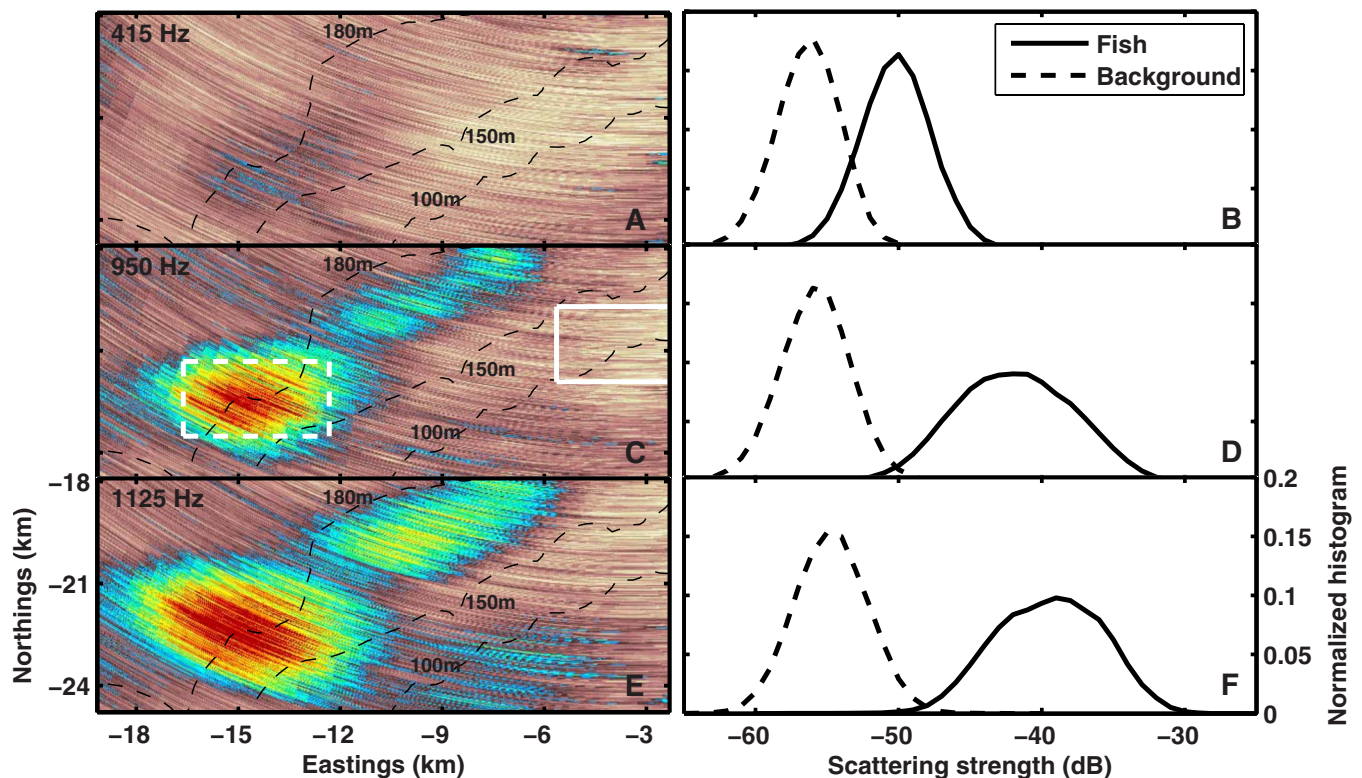 415 Hz
180m
150m
100m
A
Fish
Background
B
950 Hz
180m
150m
100m
C
D
1125 Hz
180m
150m
100m
E
F
−18
−21
−24
Northings (km)
−18 −15 −12 −9 −6 −3
Eastings (km)
−60 −50 −40 −30
Scattering strength (dB)
0.2
0.15
0.1
0.05
0
Normalized histogram